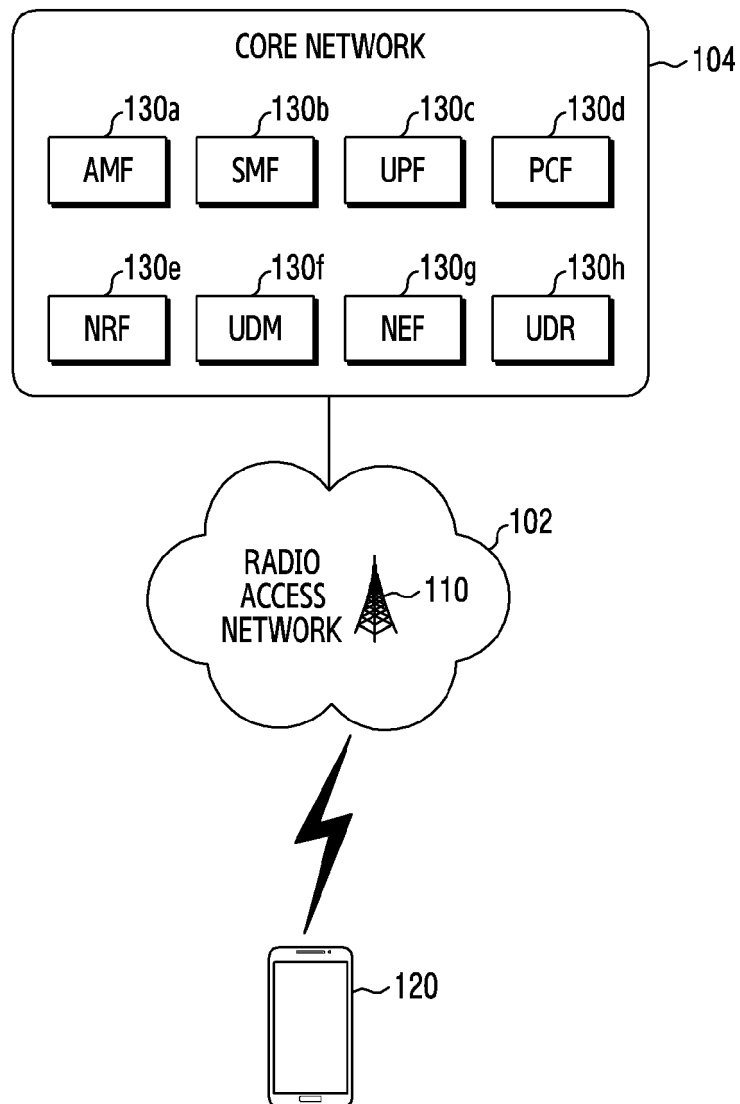 CORE NETWORK
104
130a 130b 130c 130d
AMF SMF UPF PCF
130e 130f 130g 130h
NRF UDM NEF UDR
102
RADIO
ACCESS
NETWORK
110
120